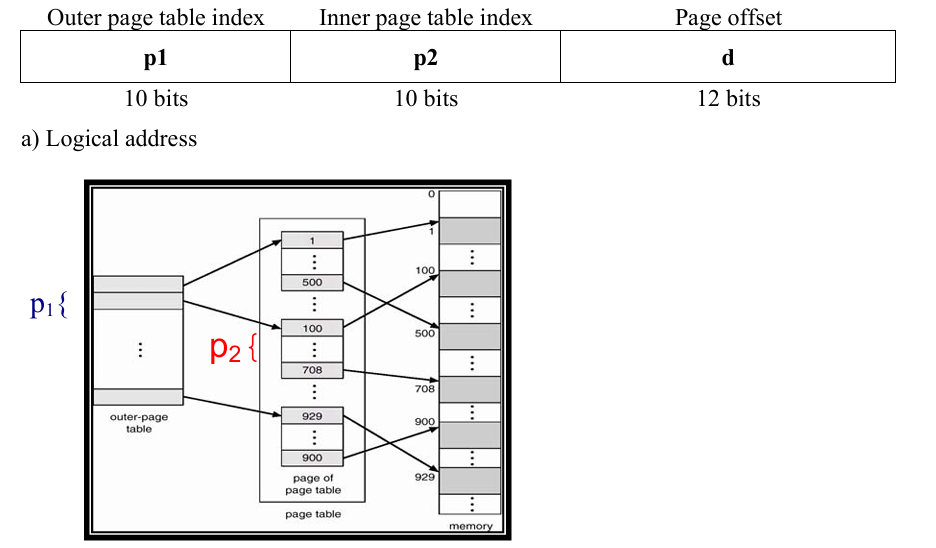 Outer page table index Inner page table index Page offset
p1 p2 d
10 bits 10 bits 12 bits
a) Logical address
0
1
1
⋮
⋮
100
500
⋮
⋮
p1{
100
500
p2{
⋮
⋮
⋮
708
708
outer-page
table
⋮
⋮
929
900
⋮
⋮
900
929
page of
page table
⋮
page table
memory